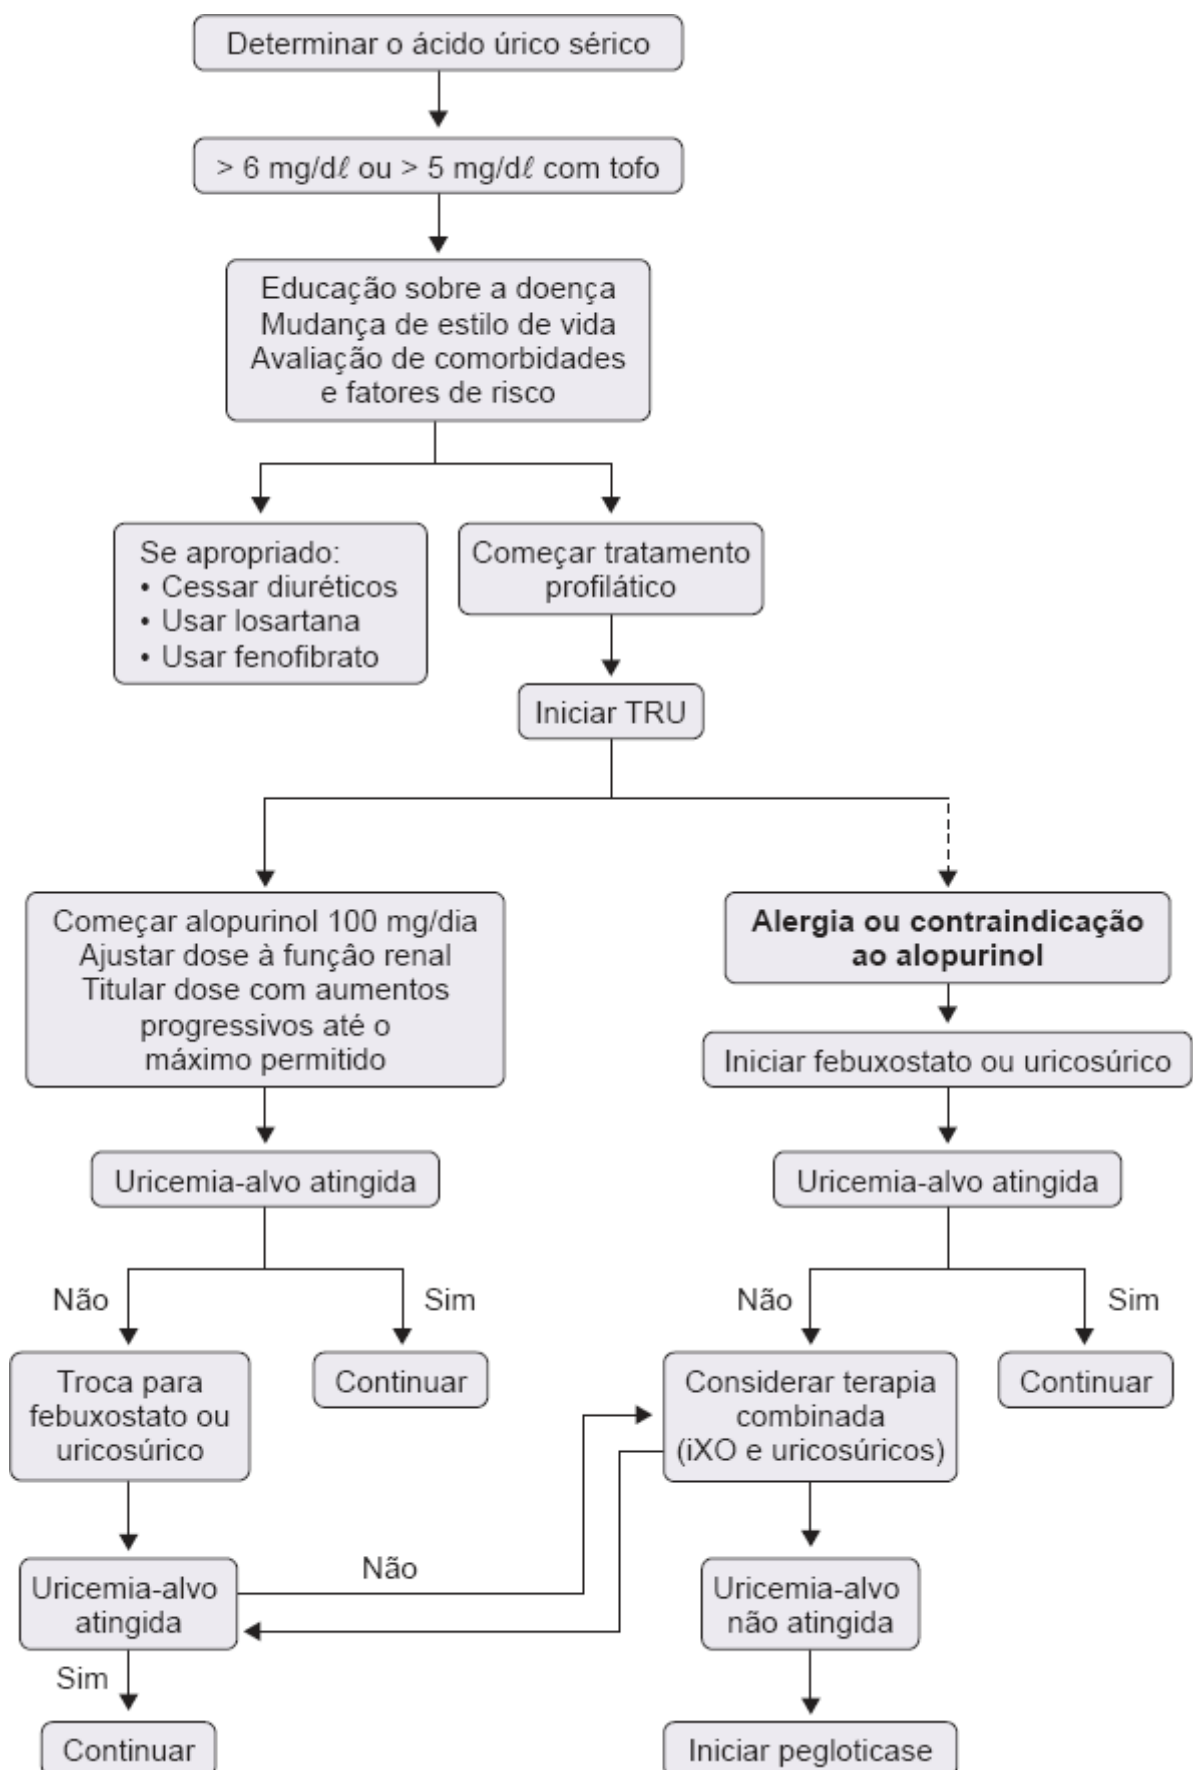 Determinar o ácido úrico sérico
> 6 mg/dℓ ou > 5 mg/dℓ com tofo
Educação sobre a doença
Mudança de estilo de vida
Avaliação de comorbidades
e fatores de risco
Se apropriado:
• Cessar diuréticos
• Usar losartana
• Usar fenofibrato
Começar tratamento
profilático
Iniciar TRU
Começar alopurinol 100 mg/dia
Ajustar dose à função renal
Titular dose com aumentos
progressivos até o
máximo permitido
Alergia ou contraindicação
ao alopurinol
Iniciar febuxostato ou uricosúrico
Uricemia-alvo atingida
Uricemia-alvo atingida
Não
Sim
Não
Sim
Troca para
febuxostato ou
uricosúrico
Continuar
Considerar terapia
combinada
(iXO e uricosúricos)
Continuar
Uricemia-alvo
atingida
Não
Uricemia-alvo
não atingida
Sim
Continuar
Iniciar pegloticase